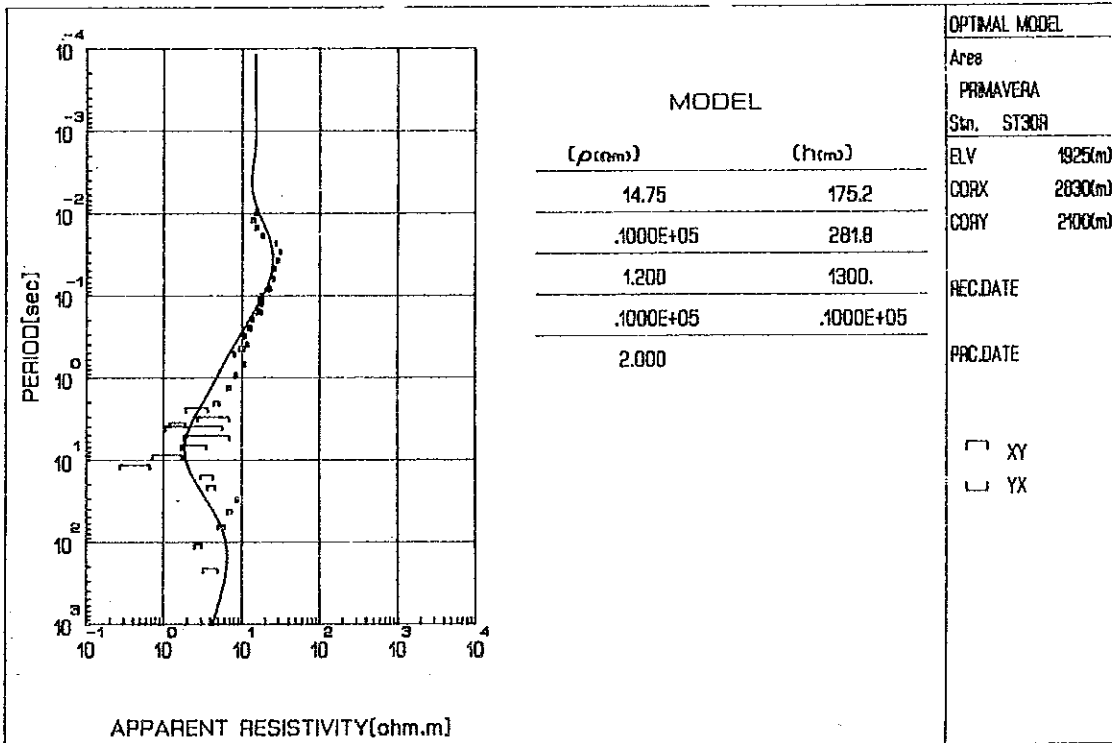 OPTIMAL MODEL
Area
PRIMAVERA
Stn. ST30R
ELV 1925(m)
CORX 2830(m)
CORY 2100(m)
REC.DATE
PRC.DATE
XY
YX
MODEL
(ρ(Ωm)) (h(m))
14.75 175.2
.1000E+05 281.8
1.200 1300.
.1000E+05 .1000E+05
2.000
PERIOD[sec]
10-4
10-3
10-2
10-1
10 0
10 1
10 2
10 3
10-1 10 0 10 1 10 2 10 3 10 4
APPARENT RESISTIVITY[ohm.m]